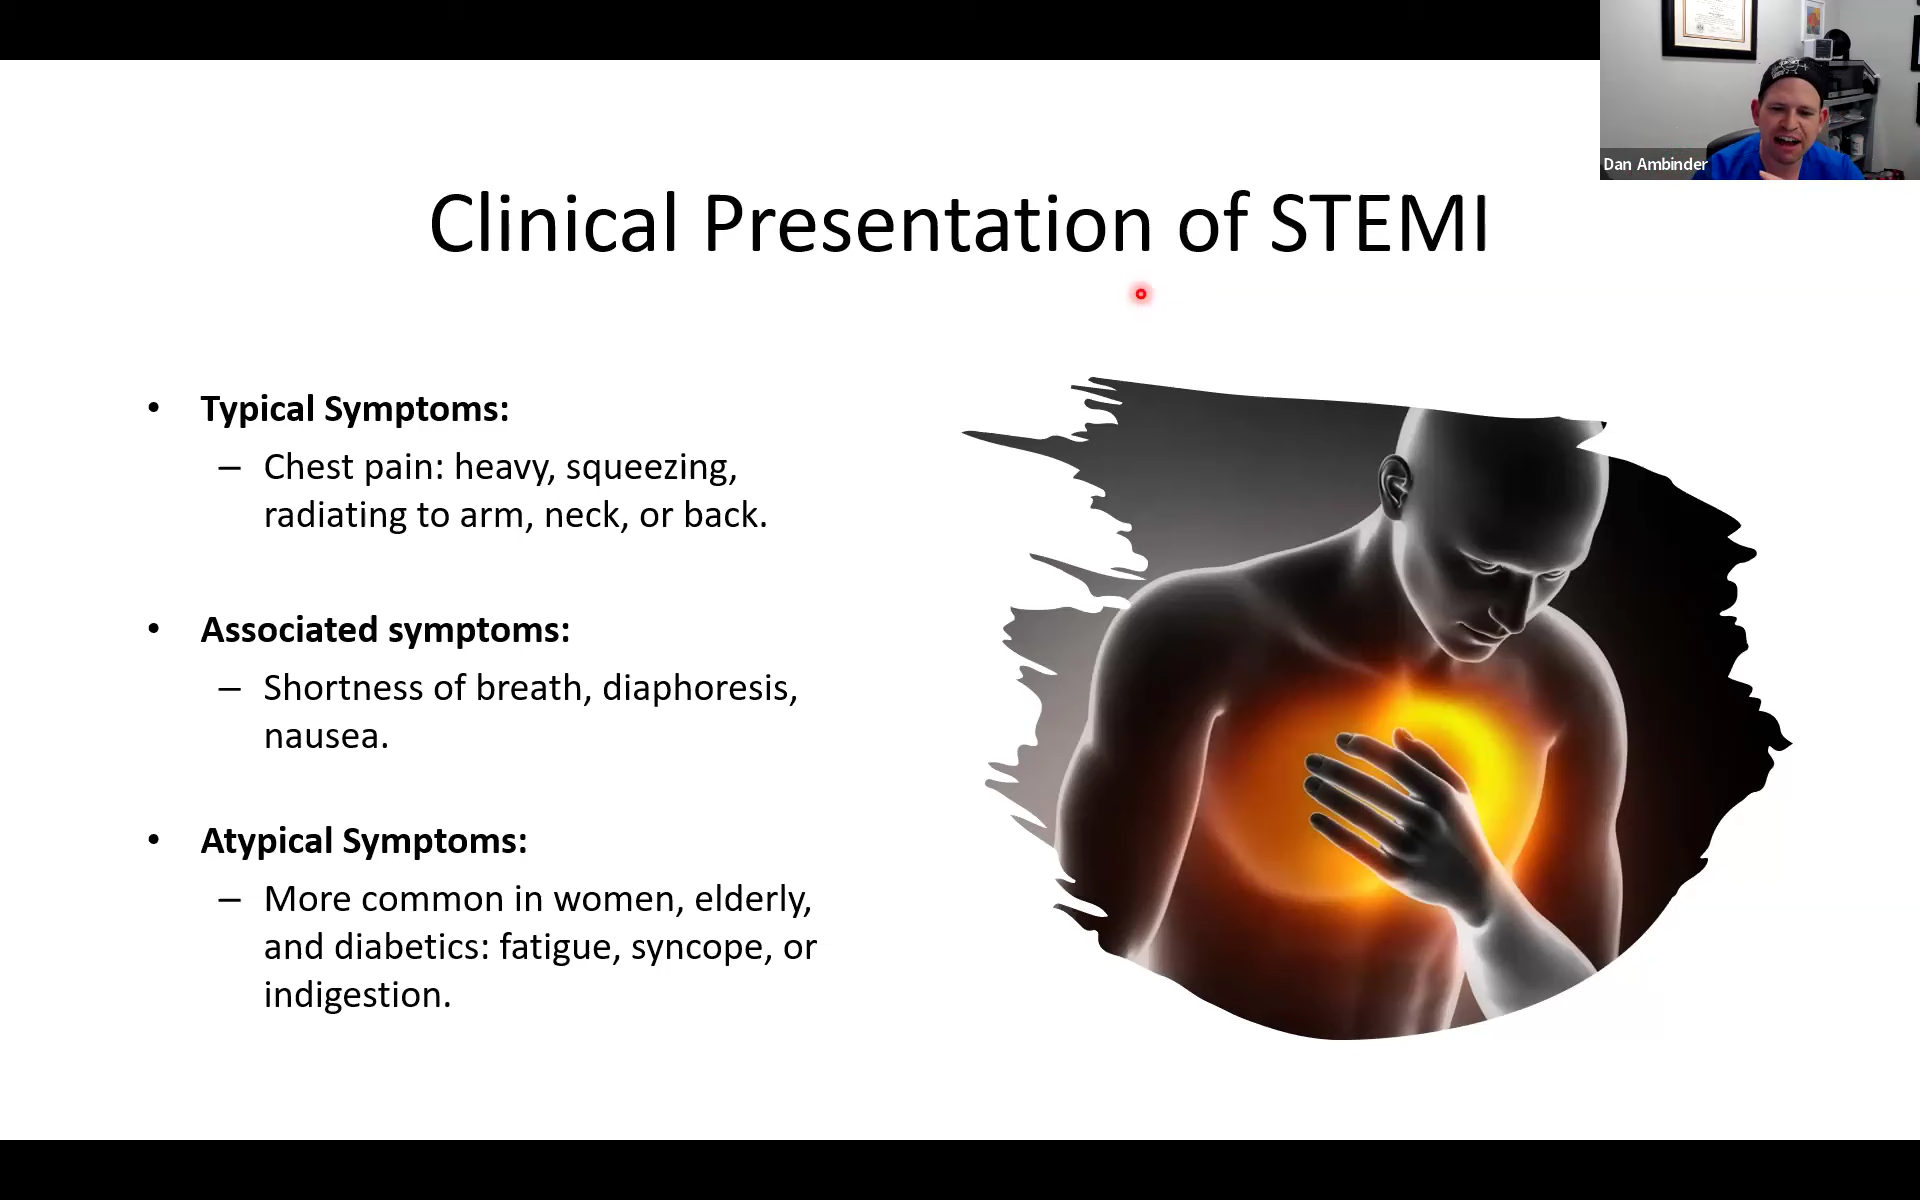 Dan Ambinder
Clinical Presentation of STEMI
• Typical Symptoms:
– Chest pain: heavy, squeezing,
radiating to arm, neck, or back.
• Associated symptoms:
– Shortness of breath, diaphoresis,
nausea.
• Atypical Symptoms:
– More common in women, elderly,
and diabetics: fatigue, syncope, or
indigestion.